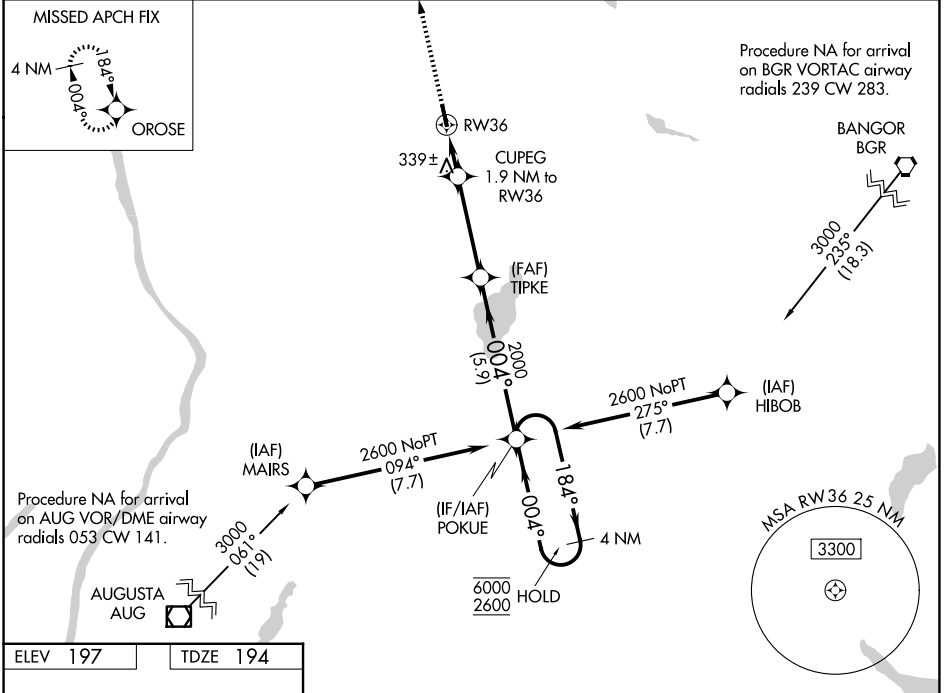 MISSED APCH FIX
4 NM
184°
004°
OROSE
Procedure NA for arrival
on BGR VORTAC airway
radials 239 CW 283.
BANGOR
BGR
3000
235°
(18.3)
RW36
339±
CUPEG
1.9 NM to
RW36
(FAF)
TIPKE
2000
004°
(5.9)
2600 NoPT
275°
(7.7)
(IAF)
HIBOB
(IAF)
MAIRS
2600 NoPT
094°
(7.7)
(IF/IAF)
POKUE
004°
184°
4 NM
6000
2600
HOLD
Procedure NA for arrival
on AUG VOR/DME airway
radials 053 CW 141.
3000
061°
(19)
AUGUSTA
AUG
MSA RW36 25 NM
3300
ELEV 197
TDZE 194